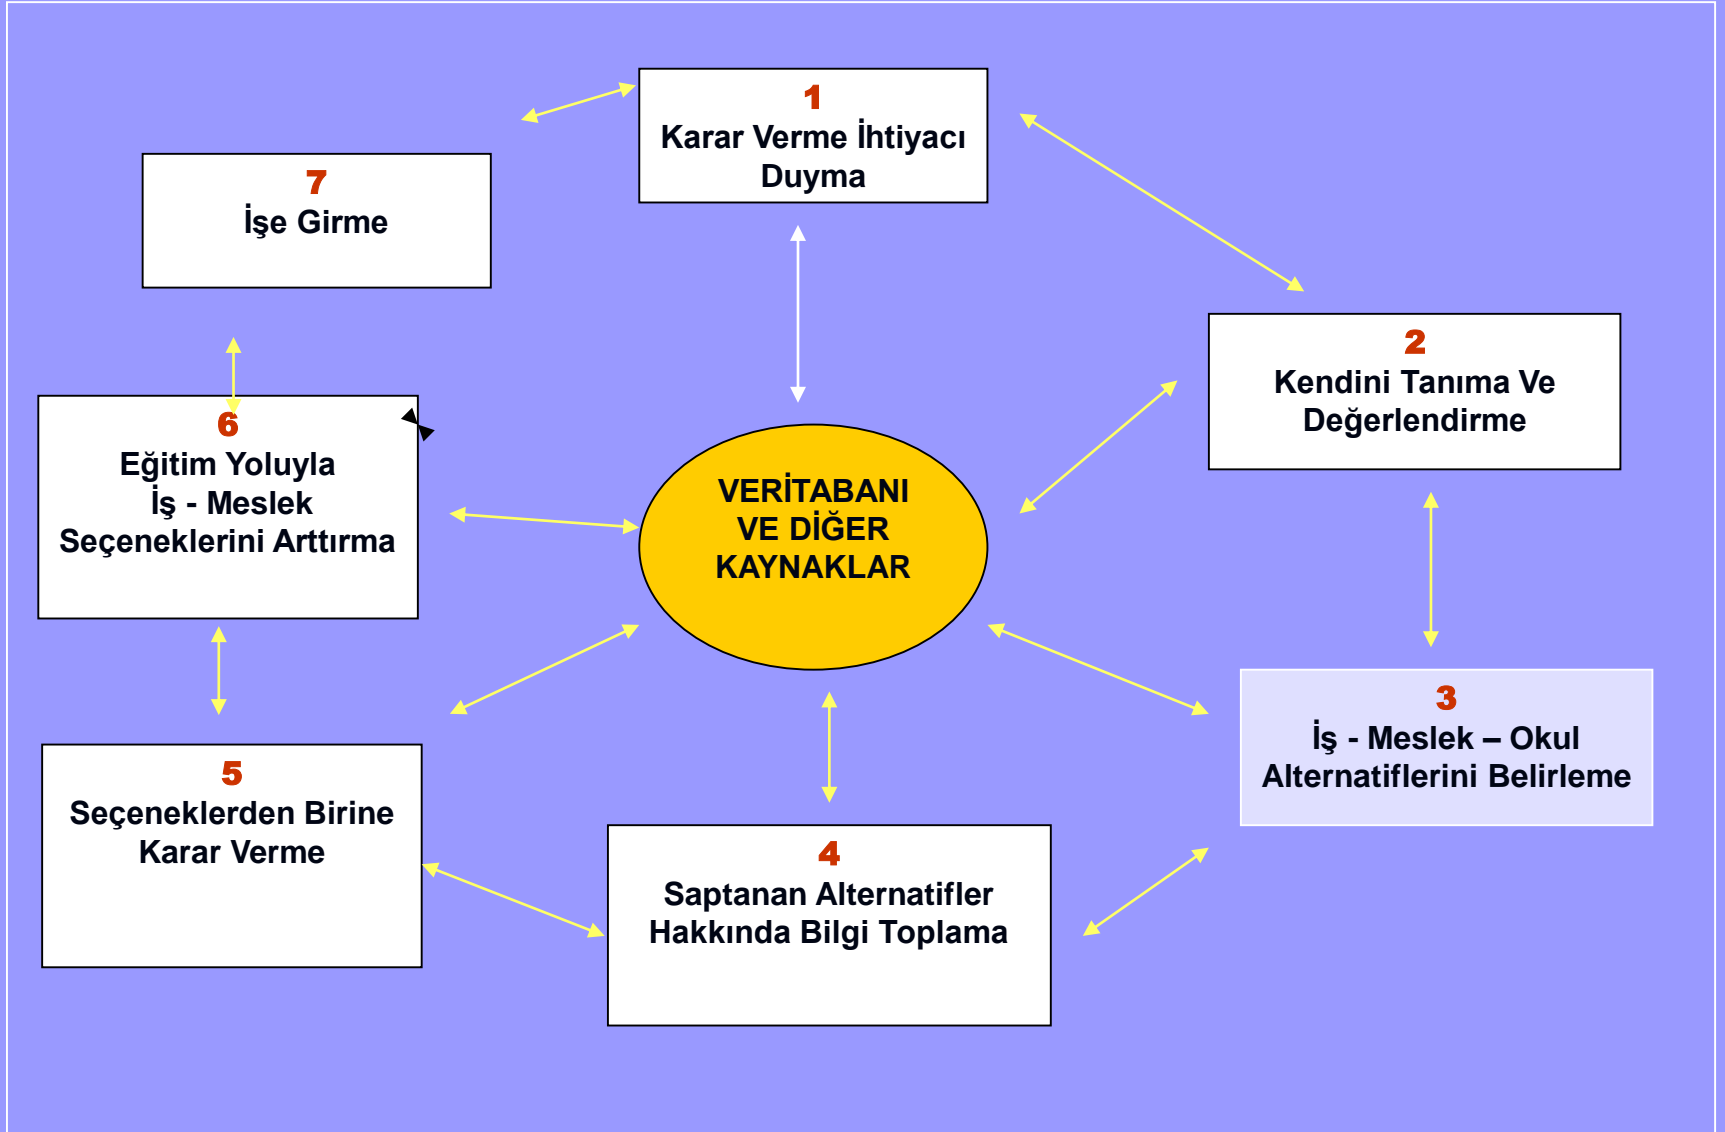 1
Karar Verme İhtiyacı
Duyma
2
Kendini Tanıma Ve
Değerlendirme
3
İş - Meslek – Okul
Alternatiflerini Belirleme
4
Saptanan Alternatifler
Hakkında Bilgi Toplama
5
Seçeneklerden Birine
Karar Verme
6
Eğitim Yoluyla
İş - Meslek
Seçeneklerini Arttırma
7
İşe Girme
VERİTABANI
VE DİĞER
KAYNAKLAR